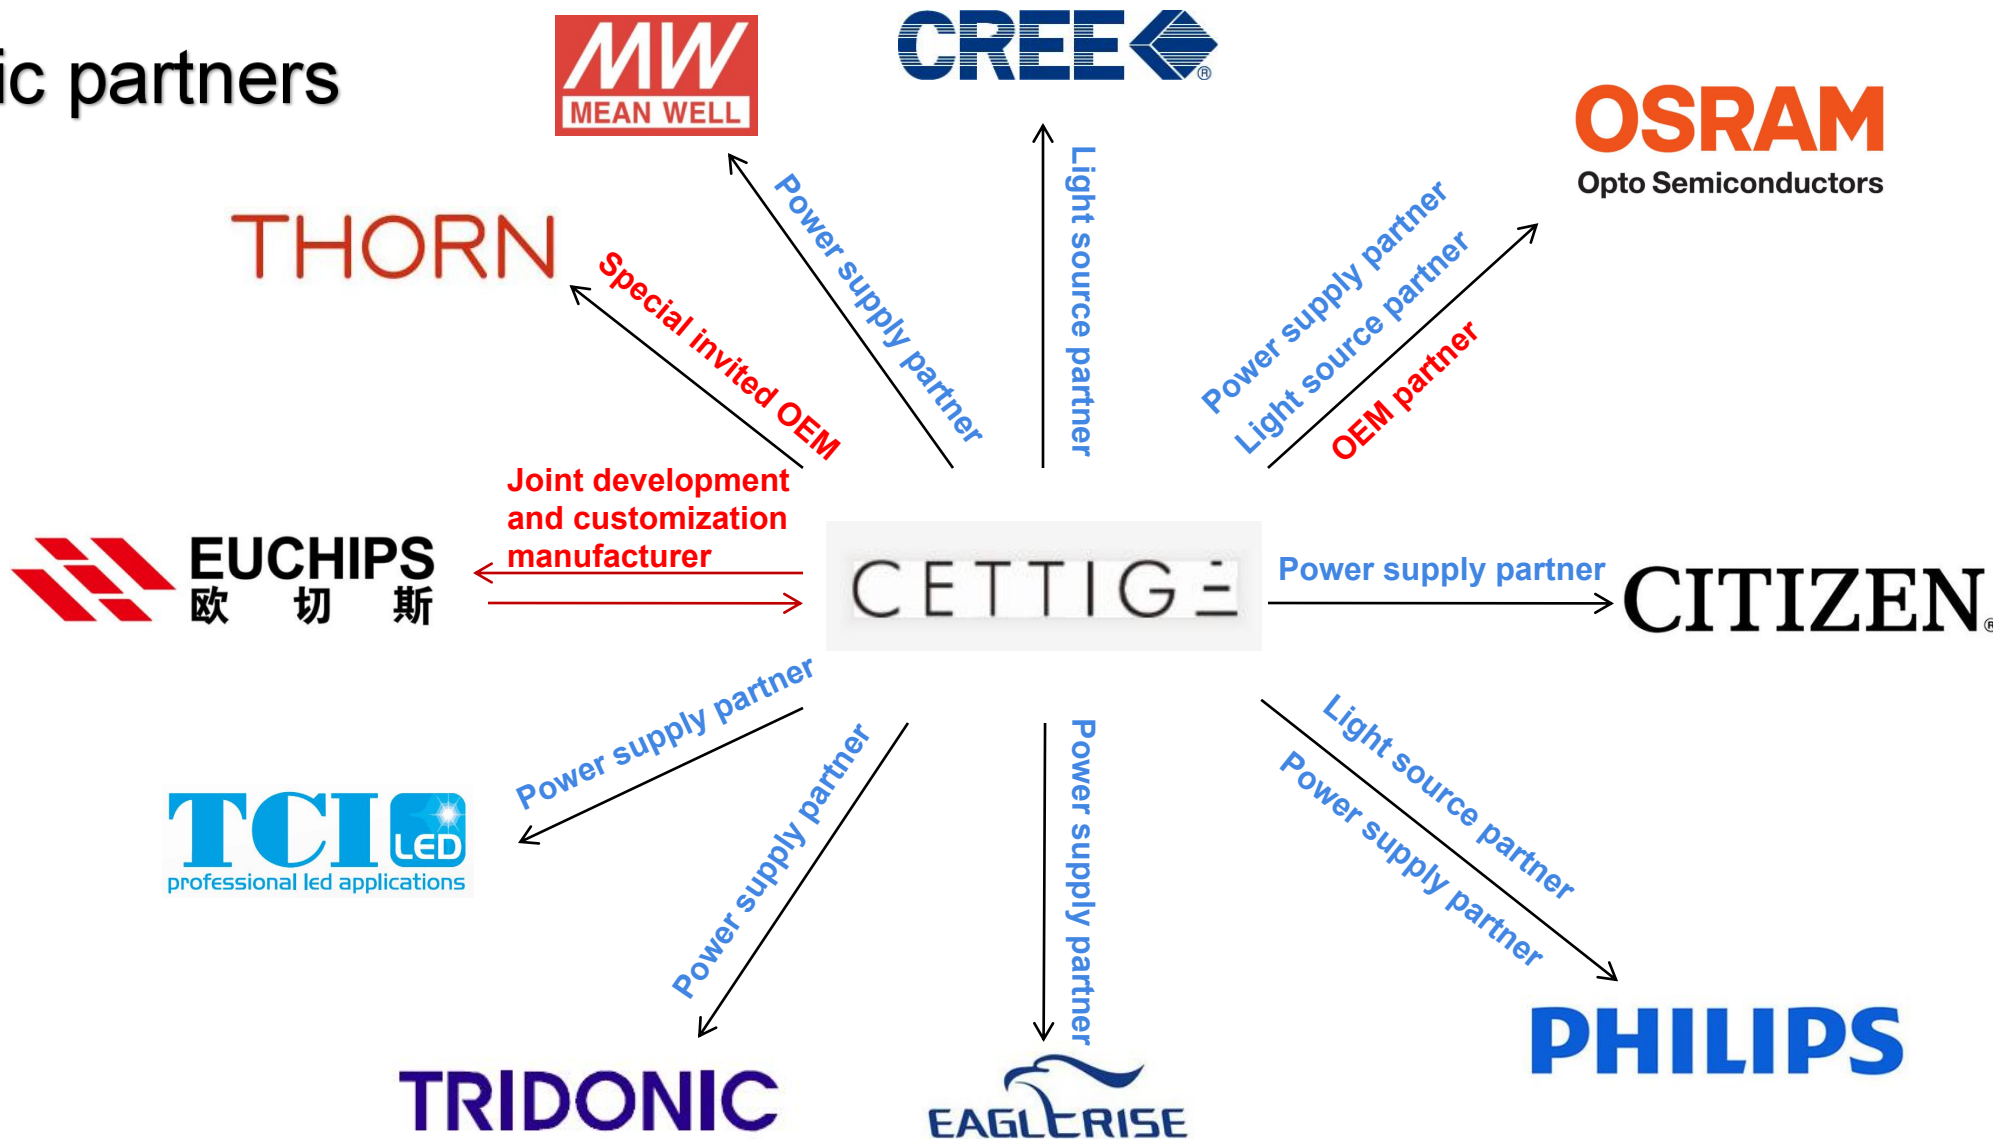 ic partners
MW
MEAN WELL
CREE
®
OSRAM
Opto Semiconductors
THORN
Special invited OEM
Power supply partner
Light source partner
Power supply partner
Light source partner
OEM partner
Joint development
and customization
manufacturer
EUCHIPS
欧切斯
CETTIGE
Power supply partner
CITIZEN
®
Power supply partner
TCI LED
professional led applications
Power supply partner
TRIDONIC
Power supply partner
EAGLERISE
Light source partner
Power supply partner
PHILIPS